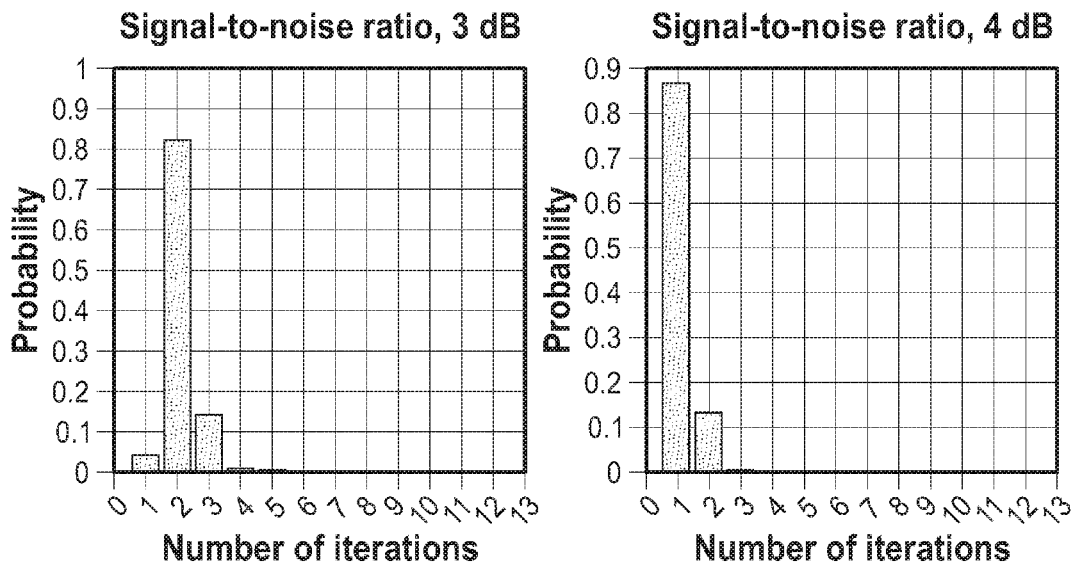 Signal-to-noise ratio, 3 dB
Probability
1
0.9
0.8
0.7
0.6
0.5
0.4
0.3
0.2
0.1
0
0 1 2 3 4 5 6 7 8 9 10 11 12 13
Number of iterations
Signal-to-noise ratio, 4 dB
Probability
0.9
0.8
0.7
0.6
0.5
0.4
0.3
0.2
0.1
0
0 1 2 3 4 5 6 7 8 9 10 11 12 13
Number of iterations